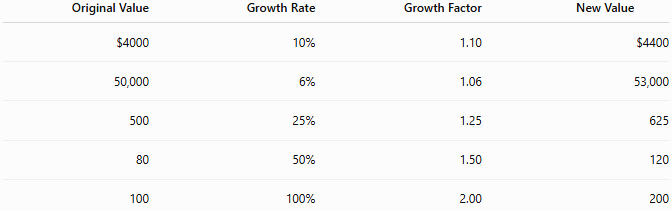 Original Value Growth Rate Growth Factor New Value
$4000 10% 1.10 $4400
50,000 6% 1.06 53,000
500 25% 1.25 625
80 50% 1.50 120
100 100% 2.00 200